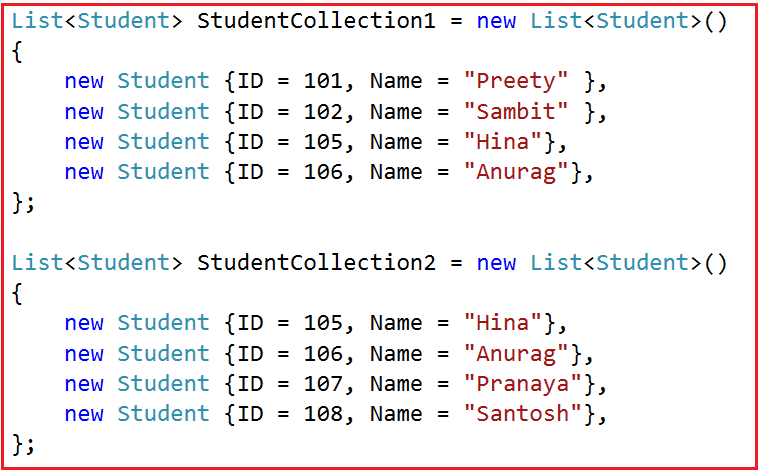 List<Student> StudentCollection1 = new List<Student>()
{
    new Student {ID = 101, Name = "Preety" },
    new Student {ID = 102, Name = "Sambit" },
    new Student {ID = 105, Name = "Hina"},
    new Student {ID = 106, Name = "Anurag"},
};

List<Student> StudentCollection2 = new List<Student>()
{
    new Student {ID = 105, Name = "Hina"},
    new Student {ID = 106, Name = "Anurag"},
    new Student {ID = 107, Name = "Pranaya"},
    new Student {ID = 108, Name = "Santosh"},
};